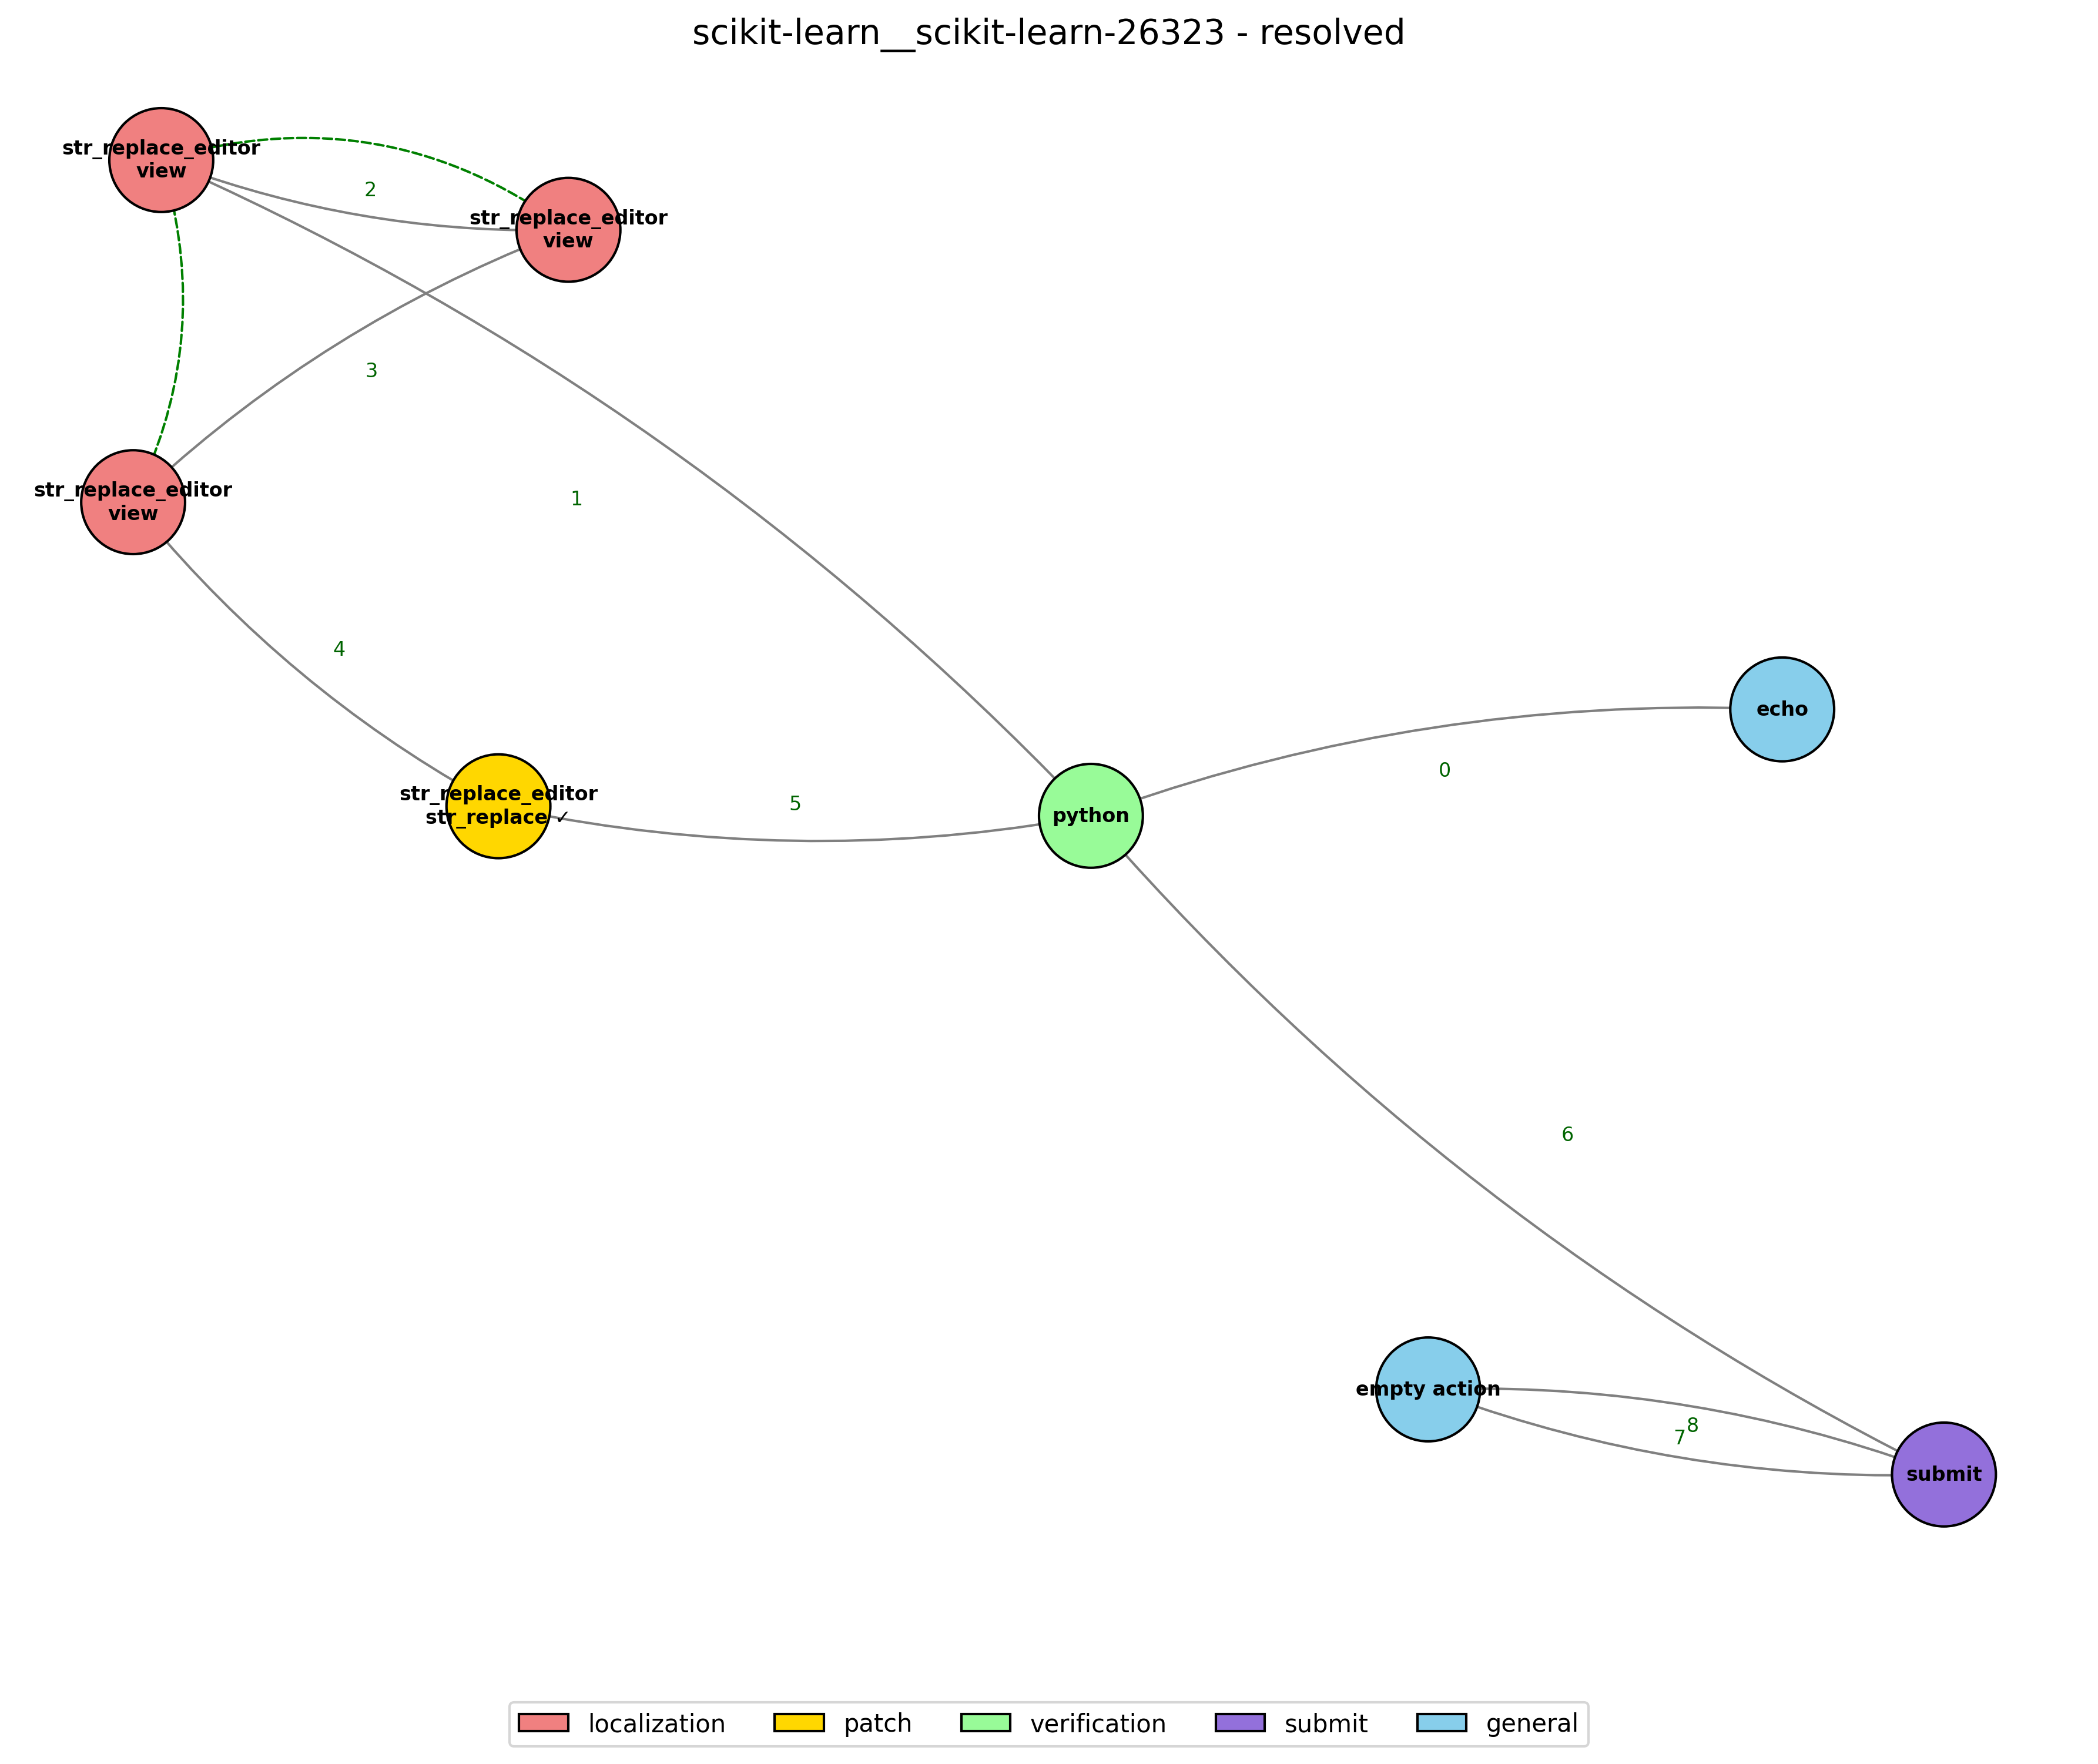 scikit-learn__scikit-learn-26323 - resolved
str_replace_editor
view
2
str_replace_editor
view
3
1
str_replace_editor
view
4
echo
0
str_replace_editor
str_replace ✓
5
python
6
empty action
8
7
submit
localization
patch
verification
submit
general